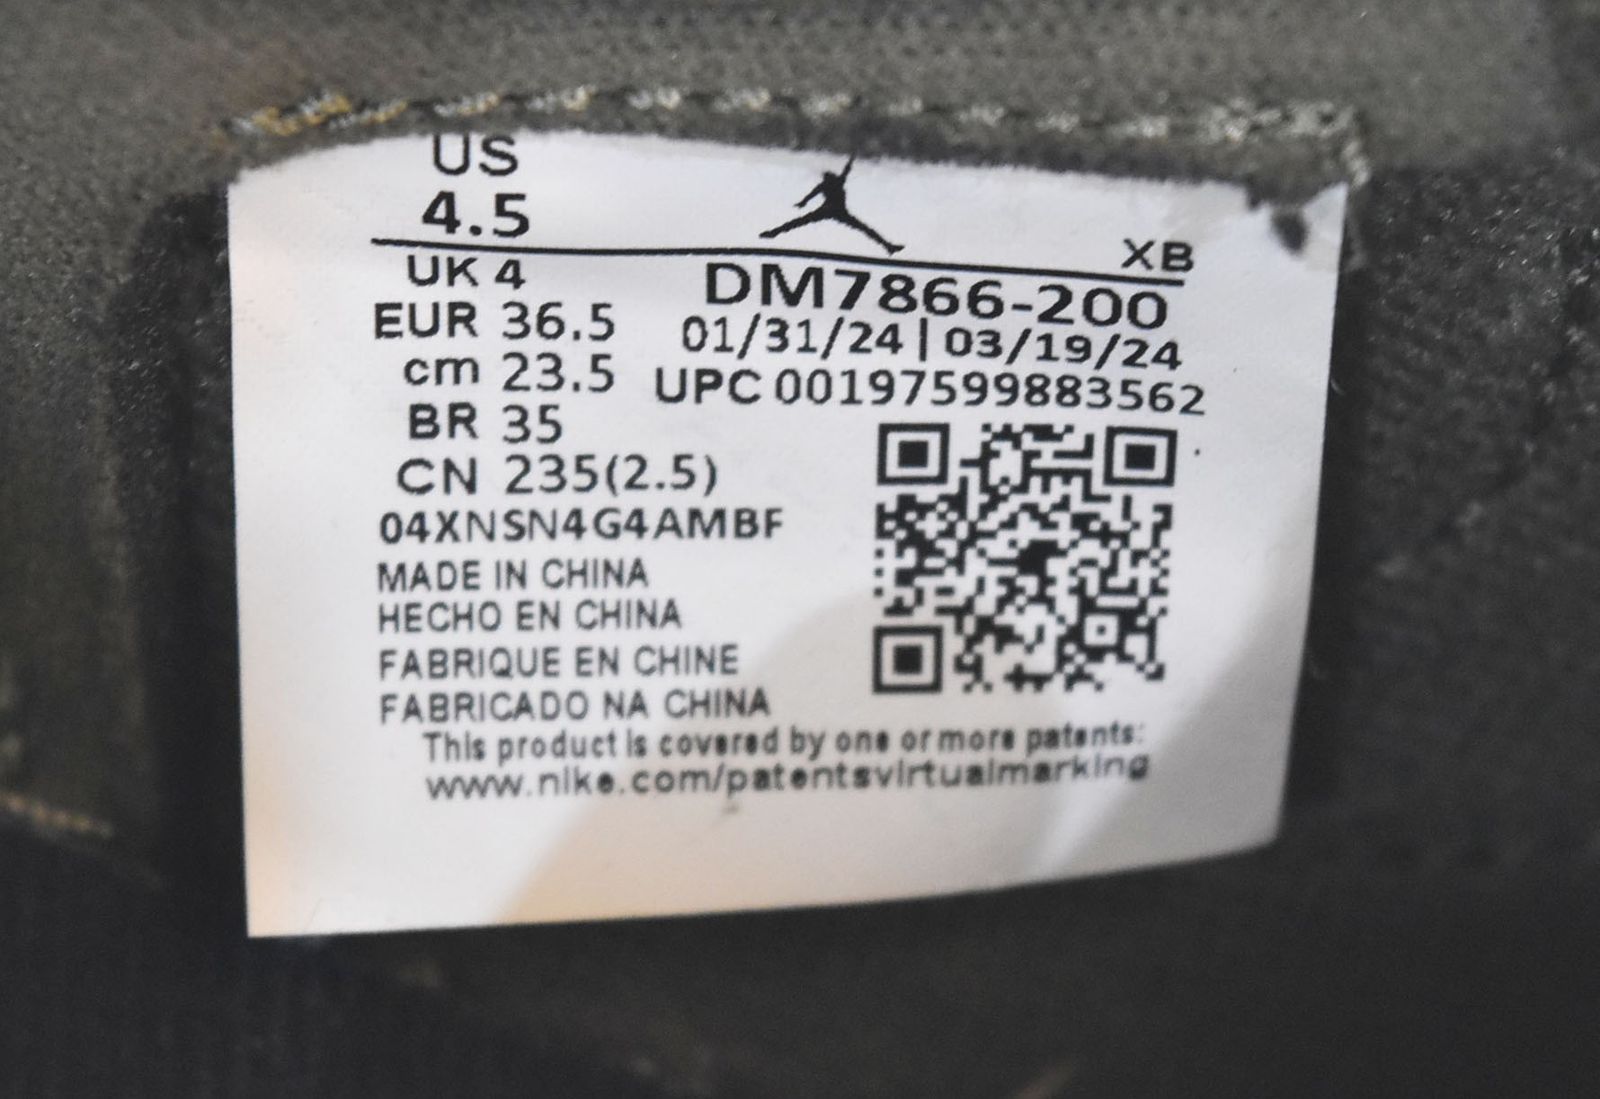 US
4.5
XB
UK 4
DM7866-200
EUR 36.5
01/31/24 | 03/19/24
cm 23.5
UPC 00197599883562
BR 35
CN 235(2.5)
04XNSN4G4AMBF
MADE IN CHINA
HECHO EN CHINA
FABRIQUE EN CHINE
FABRICADO NA CHINA
This product is covered by one or more patents:
www.nike.com/patentsvirtualmarking